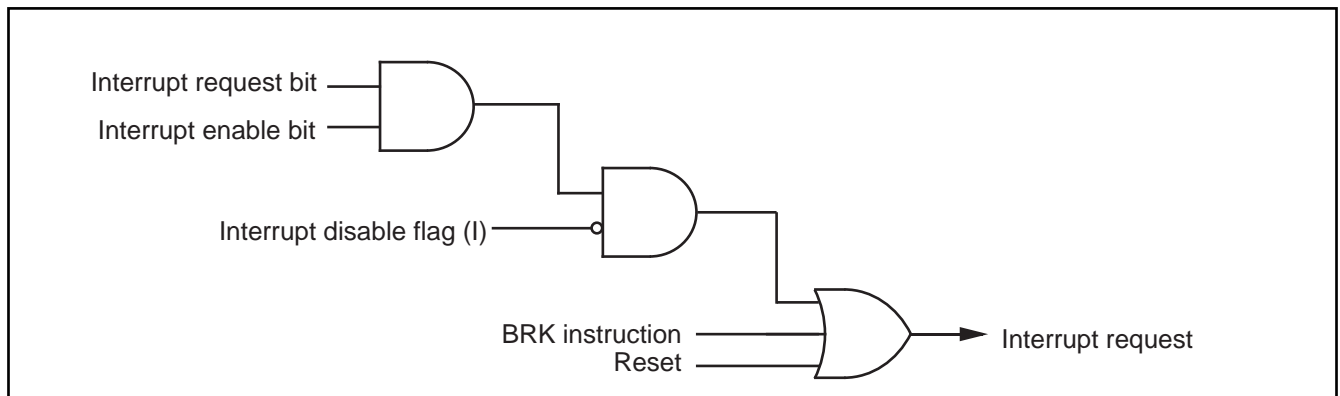 Interrupt request bit
Interrupt enable bit
Interrupt disable flag (I)
BRK instruction
Reset
Interrupt request